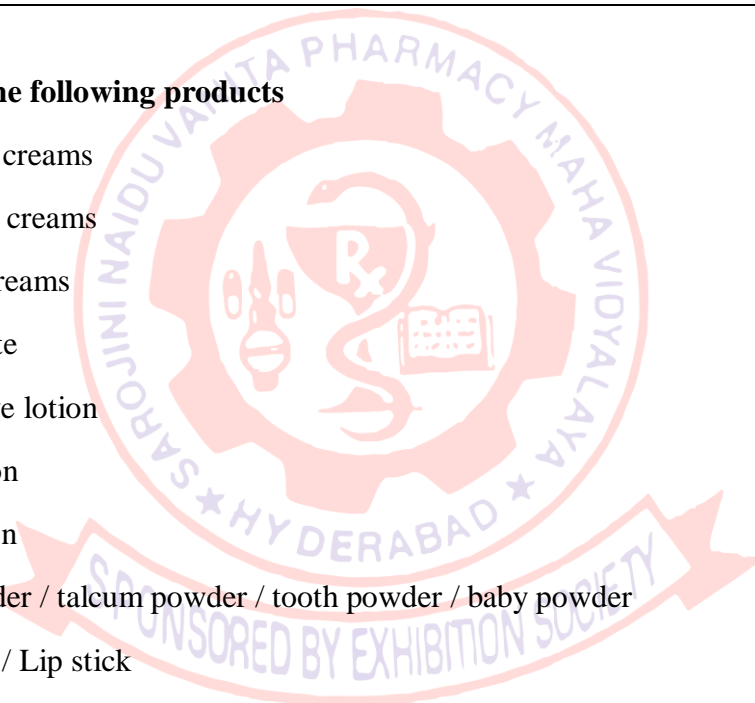 he following products
creams
creams
reams
te
e lotion
on
n
der / talcum powder / tooth powder / baby powder
/ Lip stick
SAROJINI NAIDU VANITA PHARMACY MAHA VIDYALAYA
★ HYDERABAD ★
Rx
SPONSORED BY EXHIBITION SOCIETY